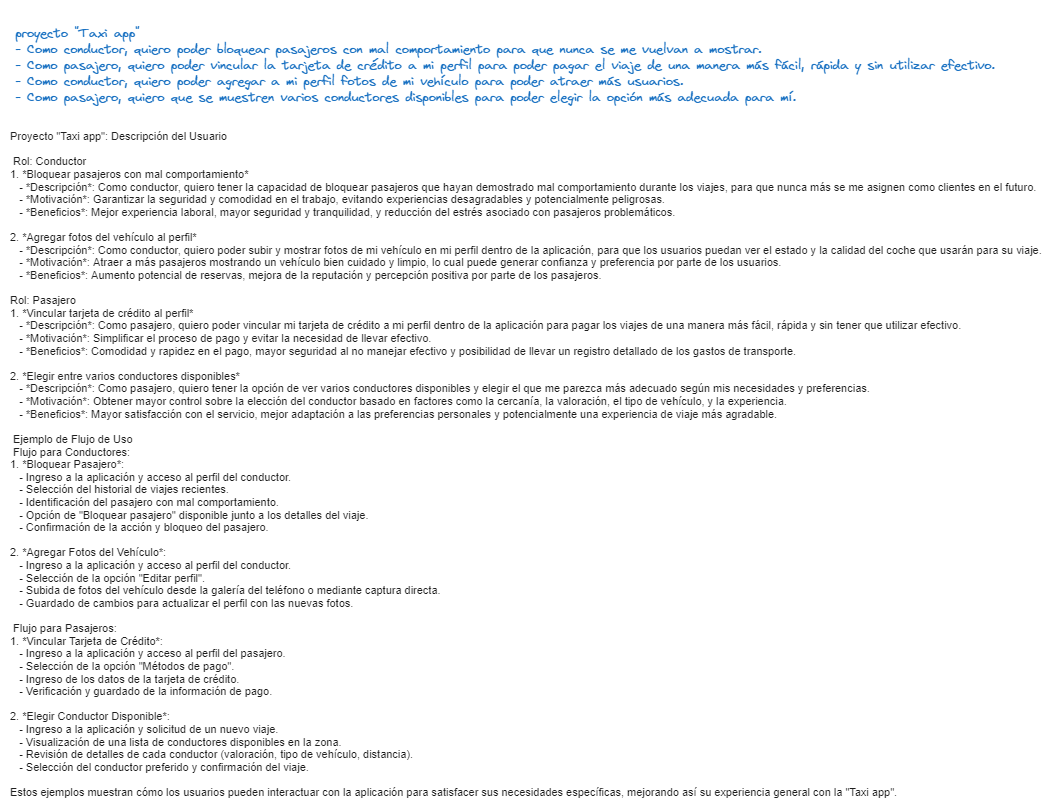 proyecto "Taxi app"
- Como conductor, quiero poder bloquear pasajeros con mal comportamiento para que nunca se me vuelvan a mostrar.
- Como pasajero, quiero poder vincular la tarjeta de crédito a mi perfil para poder pagar el viaje de una manera más fácil, rápida y sin utilizar efectivo.
- Como conductor, quiero poder agregar a mi perfil fotos de mi vehículo para poder atraer más usuarios.
- Como pasajero, quiero que se muestren varios conductores disponibles para poder elegir la opción más adecuada para mí.
Proyecto "Taxi app": Descripción del Usuario
Rol: Conductor
1. *Bloquear pasajeros con mal comportamiento*
- *Descripción*: Como conductor, quiero tener la capacidad de bloquear pasajeros que hayan demostrado mal comportamiento durante los viajes, para que nunca más se me asignen como clientes en el futuro.
- *Motivación*: Garantizar la seguridad y comodidad en el trabajo, evitando experiencias desagradables y potencialmente peligrosas.
- *Beneficios*: Mejor experiencia laboral, mayor seguridad y tranquilidad, y reducción del estrés asociado con pasajeros problemáticos.
2. *Agregar fotos del vehículo al perfil*
- *Descripción*: Como conductor, quiero poder subir y mostrar fotos de mi vehículo en mi perfil dentro de la aplicación, para que los usuarios puedan ver el estado y la calidad del coche que usarán para su viaje.
- *Motivación*: Atraer a más pasajeros mostrando un vehículo bien cuidado y limpio, lo cual puede generar confianza y preferencia por parte de los usuarios.
- *Beneficios*: Aumento potencial de reservas, mejora de la reputación y percepción positiva por parte de los pasajeros.
Rol: Pasajero
1. *Vincular tarjeta de crédito al perfil*
- *Descripción*: Como pasajero, quiero poder vincular mi tarjeta de crédito a mi perfil dentro de la aplicación para pagar los viajes de una manera más fácil, rápida y sin tener que utilizar efectivo.
- *Motivación*: Simplificar el proceso de pago y evitar la necesidad de llevar efectivo.
- *Beneficios*: Comodidad y rapidez en el pago, mayor seguridad al no manejar efectivo y posibilidad de llevar un registro detallado de los gastos de transporte.
2. *Elegir entre varios conductores disponibles*
- *Descripción*: Como pasajero, quiero tener la opción de ver varios conductores disponibles y elegir el que me parezca más adecuado según mis necesidades y preferencias.
- *Motivación*: Obtener mayor control sobre la elección del conductor basado en factores como la cercanía, la valoración, el tipo de vehículo, y la experiencia.
- *Beneficios*: Mayor satisfacción con el servicio, mejor adaptación a las preferencias personales y potencialmente una experiencia de viaje más agradable.
Ejemplo de Flujo de Uso
Flujo para Conductores:
1. *Bloquear Pasajero*:
- Ingreso a la aplicación y acceso al perfil del conductor.
- Selección del historial de viajes recientes.
- Identificación del pasajero con mal comportamiento.
- Opción de "Bloquear pasajero" disponible junto a los detalles del viaje.
- Confirmación de la acción y bloqueo del pasajero.
2. *Agregar Fotos del Vehículo*:
- Ingreso a la aplicación y acceso al perfil del conductor.
- Selección de la opción "Editar perfil".
- Subida de fotos del vehículo desde la galería del teléfono o mediante captura directa.
- Guardado de cambios para actualizar el perfil con las nuevas fotos.
Flujo para Pasajeros:
1. *Vincular Tarjeta de Crédito*:
- Ingreso a la aplicación y acceso al perfil del pasajero.
- Selección de la opción "Métodos de pago".
- Ingreso de los datos de la tarjeta de crédito.
- Verificación y guardado de la información de pago.
2. *Elegir Conductor Disponible*:
- Ingreso a la aplicación y solicitud de un nuevo viaje.
- Visualización de una lista de conductores disponibles en la zona.
- Revisión de detalles de cada conductor (valoración, tipo de vehículo, distancia).
- Selección del conductor preferido y confirmación del viaje.
Estos ejemplos muestran cómo los usuarios pueden interactuar con la aplicación para satisfacer sus necesidades específicas, mejorando así su experiencia general con la "Taxi app".